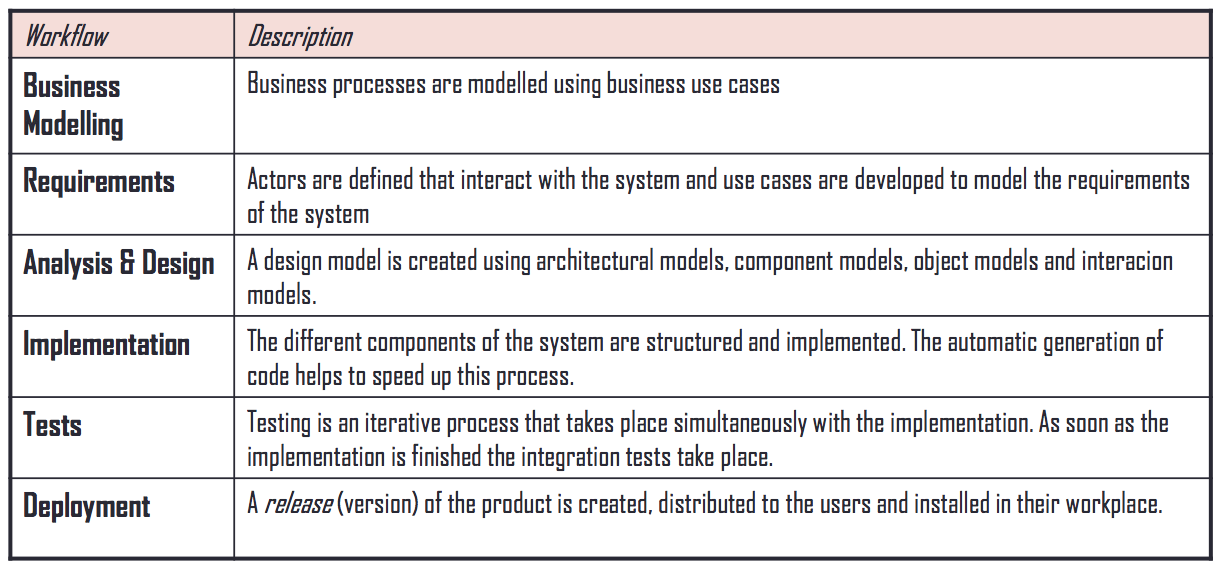 Workflow Description
Business
Modelling
Business processes are modelled using business use cases
Requirements
Actors are defined that interact with the system and use cases are developed to model the requirements
of the system
Analysis & Design
A design model is created using architectural models, component models, object models and interacion
models.
Implementation
The different components of the system are structured and implemented. The automatic generation of
code helps to speed up this process.
Tests
Testing is an iterative process that takes place simultaneously with the implementation. As soon as the
implementation is finished the integration tests take place.
Deployment
A release (version) of the product is created, distributed to the users and installed in their workplace.